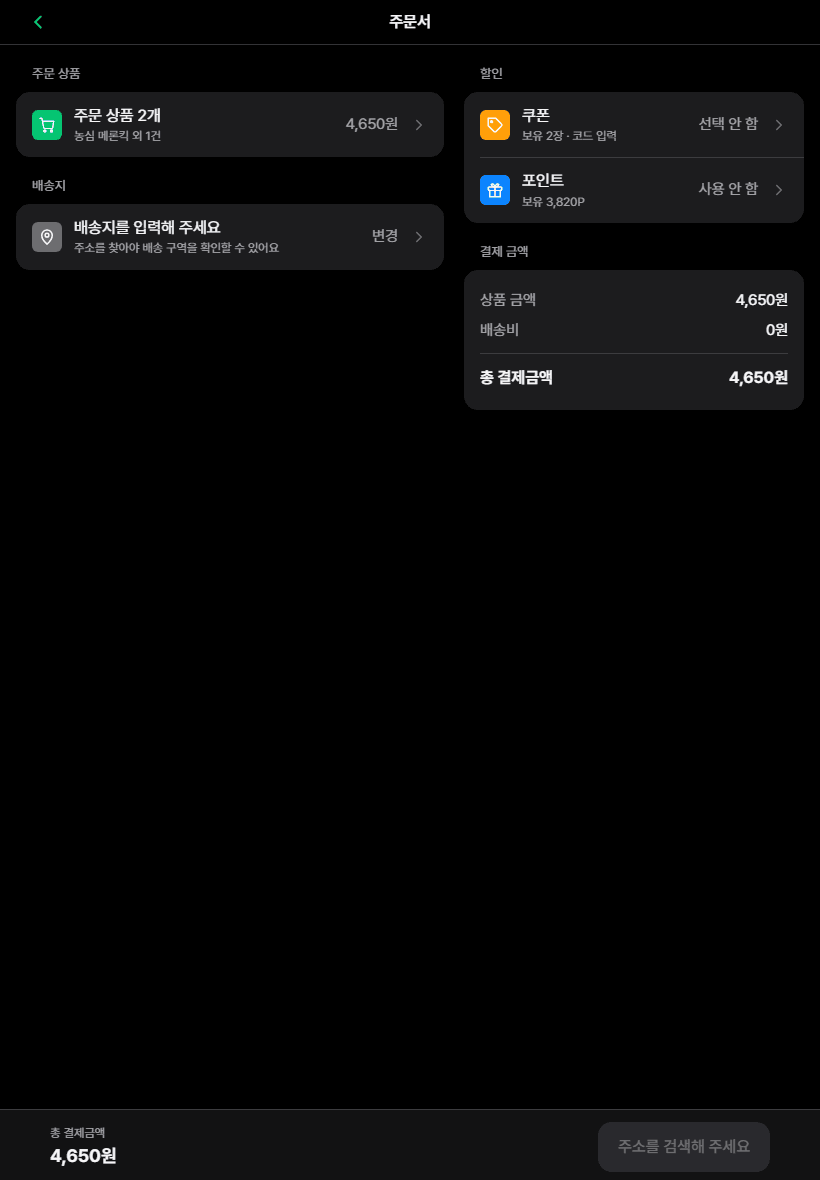 주문서
주문 상품
주문 상품 2개
농심 메론킥 외 1건
4,650원
배송지
배송지를 입력해 주세요
주소를 찾아야 배송 구역을 확인할 수 있어요
변경
할인
쿠폰
보유 2장 · 코드 입력
선택 안 함
포인트
보유 3,820P
사용 안 함
결제 금액
상품 금액 4,650원
배송비 0원
총 결제금액 4,650원
총 결제금액
4,650원
주소를 검색해 주세요